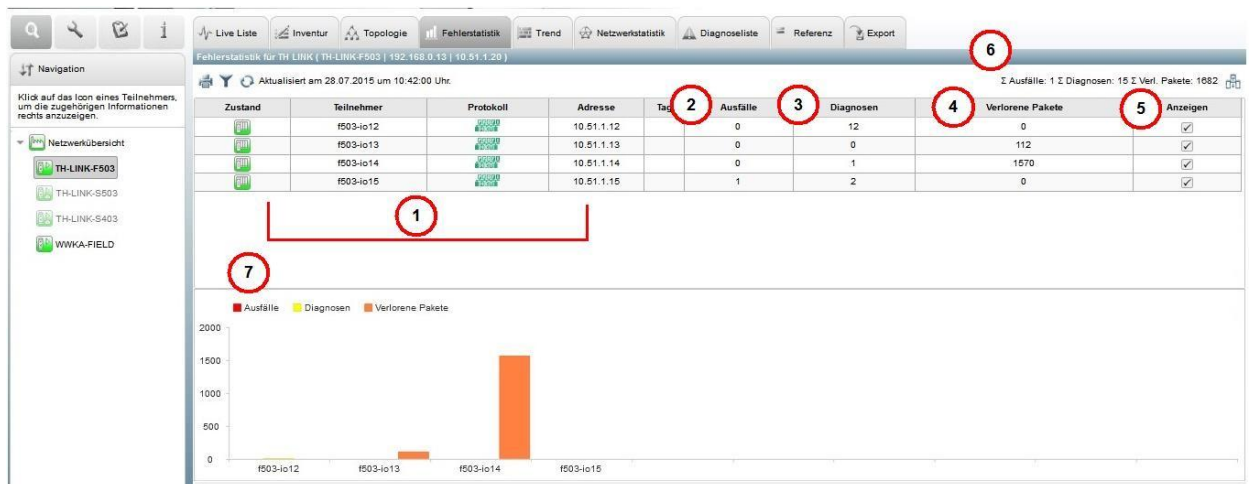 Live Liste Inventur Topologie Fehlerstatistik Trend Netzwerkstatistik Diagnoseliste Referenz Export
Navigation
Klick auf das Icon eines Teilnehmers,
um die zugehörigen Informationen
rechts anzuzeigen.
Netzwerkübersicht
TH-LINK-F503
TH-LINK-S503
TH-LINK-S403
WWKA-FIELD
Fehlerstatistik für TH LINK ( TH-LINK-F503 | 192.168.0.13 | 10.51.1.20 )
6
Aktualisiert am 28.07.2015 um 10:42:00 Uhr. Σ Ausfälle: 1 Σ Diagnosen: 15 Σ Verl. Pakete: 1682
Zustand Teilnehmer Protokoll Adresse 2 Ausfälle 3 Diagnosen 4 Verlorene Pakete 5 Anzeigen
f503-io12 10.51.1.12 0 12 0
f503-io13 10.51.1.13 0 0 112
f503-io14 10.51.1.14 0 1 1570
f503-io15 10.51.1.15 1 2 0
1
7
Ausfälle Diagnosen Verlorene Pakete
2000
1500
1000
500
0
f503-io12 f503-io13 f503-io14 f503-io15